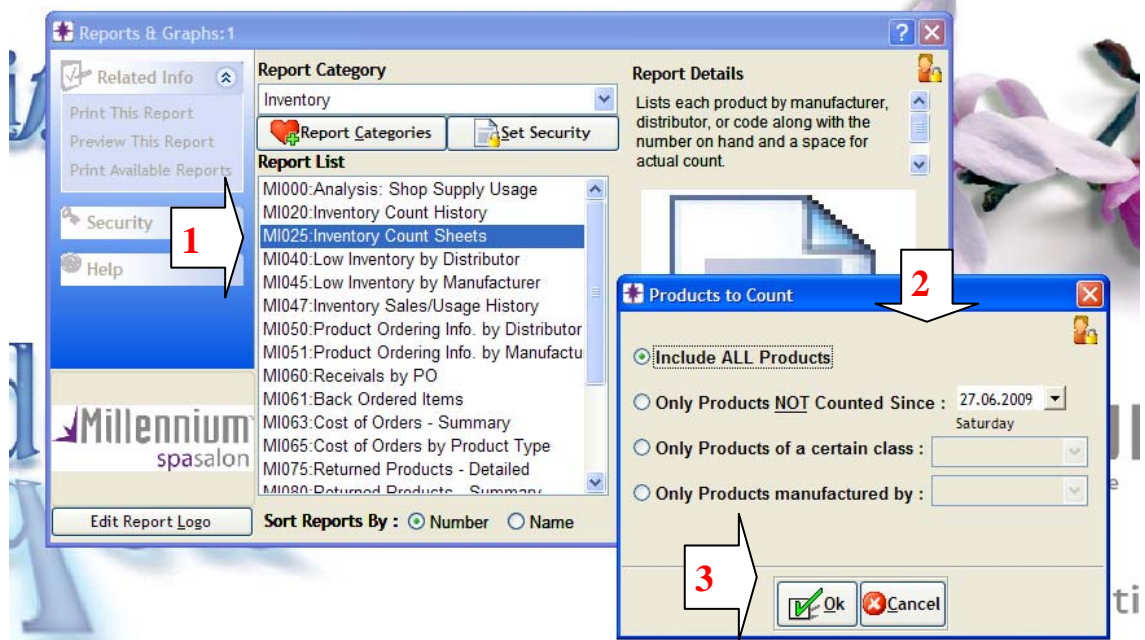 Reports & Graphs:1
Related Info
Print This Report
Preview This Report
Print Available Reports
Security
Help
Millennium
spasalon
Edit Report Logo
Report Category
Inventory
Report Categories
Set Security
Report List
MI000:Analysis: Shop Supply Usage
MI020:Inventory Count History
MI025:Inventory Count Sheets
MI040:Low Inventory by Distributor
MI045:Low Inventory by Manufacturer
MI047:Inventory Sales/Usage History
MI050:Product Ordering Info. by Distributor
MI051:Product Ordering Info. by Manufactu
MI060:Receivals by PO
MI061:Back Ordered Items
MI063:Cost of Orders - Summary
MI065:Cost of Orders by Product Type
MI075:Returned Products - Detailed
MI080:Returned Products - Summary
Sort Reports By : Number Name
Report Details
Lists each product by manufacturer,
distributor, or code along with the
number on hand and a space for
actual count.
1
2
Products to Count
Include ALL Products
Only Products NOT Counted Since : 27.06.2009
Saturday
Only Products of a certain class :
Only Products manufactured by :
3
Ok
Cancel
ti